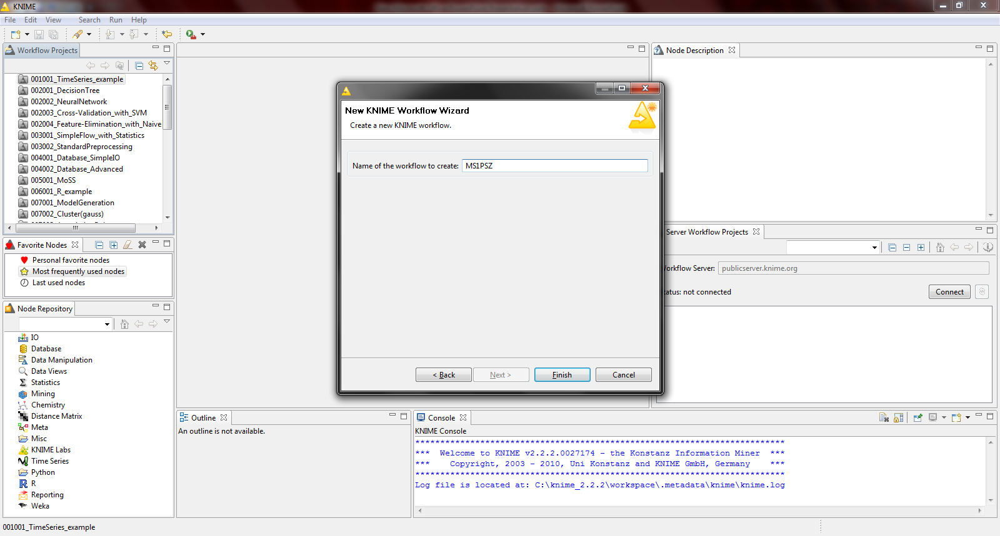 KNIME
File Edit View Search Run Help
Workflow Projects
001001_TimeSeries_example
002001_DecisionTree
002002_NeuralNetwork
002003_Cross-Validation_with_SVM
002004_Feature-Elimination_with_Naive
003001_SimpleFlow_with_Statistics
003002_StandardPreprocessing
004001_Database_SimpleIO
004002_Database_Advanced
005001_MoSS
006001_R_example
007001_ModelGeneration
007002_Cluster(gauss)
Favorite Nodes
Personal favorite nodes
Most frequently used nodes
Last used nodes
Node Repository
IO
Database
Data Manipulation
Data Views
Statistics
Mining
Chemistry
Distance Matrix
Meta
Misc
KNIME Labs
Time Series
Python
R
Reporting
Weka
New KNIME Workflow Wizard
Create a new KNIME workflow.
Name of the workflow to create: MS1PSZ
< Back Next > Finish Cancel
Node Description
Server Workflow Projects
orkflow Server: publicserver.knime.org
atus: not connected Connect
Outline
An outline is not available.
Console
KNIME Console
***************************************************************************
*** Welcome to KNIME v2.2.2.0027174 - the Konstanz Information Miner ***
*** Copyright, 2003 - 2010, Uni Konstanz and KNIME GmbH, Germany ***
***************************************************************************
Log file is located at: C:\knime_2.2.2\workspace\.metadata\knime\knime.log
001001_TimeSeries_example